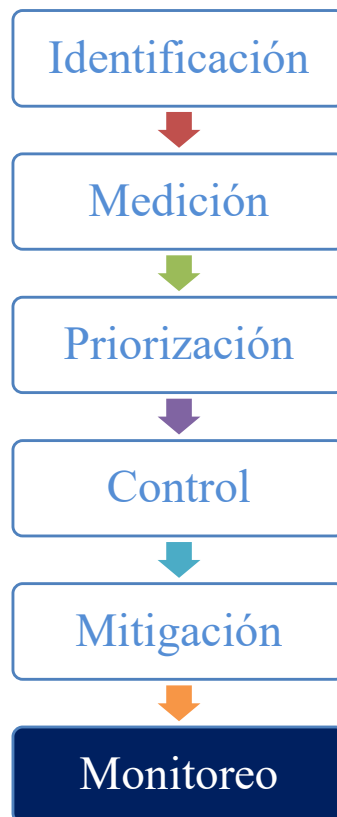 Identificación
Medición
Priorización
Control
Mitigación
Monitoreo